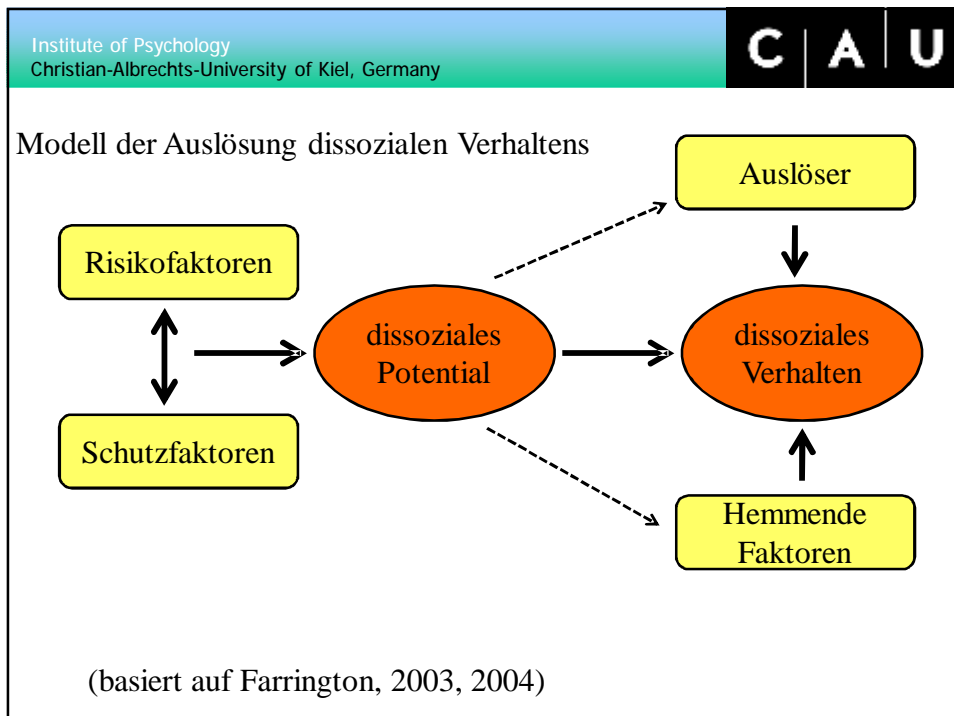 Institute of Psychology
Christian-Albrechts-University of Kiel, Germany
C A U
Modell der Auslösung dissozialen Verhaltens
Auslöser
Risikofaktoren
dissoziales
Potential
dissoziales
Verhalten
Schutzfaktoren
Hemmende
Faktoren
(basiert auf Farrington, 2003, 2004)